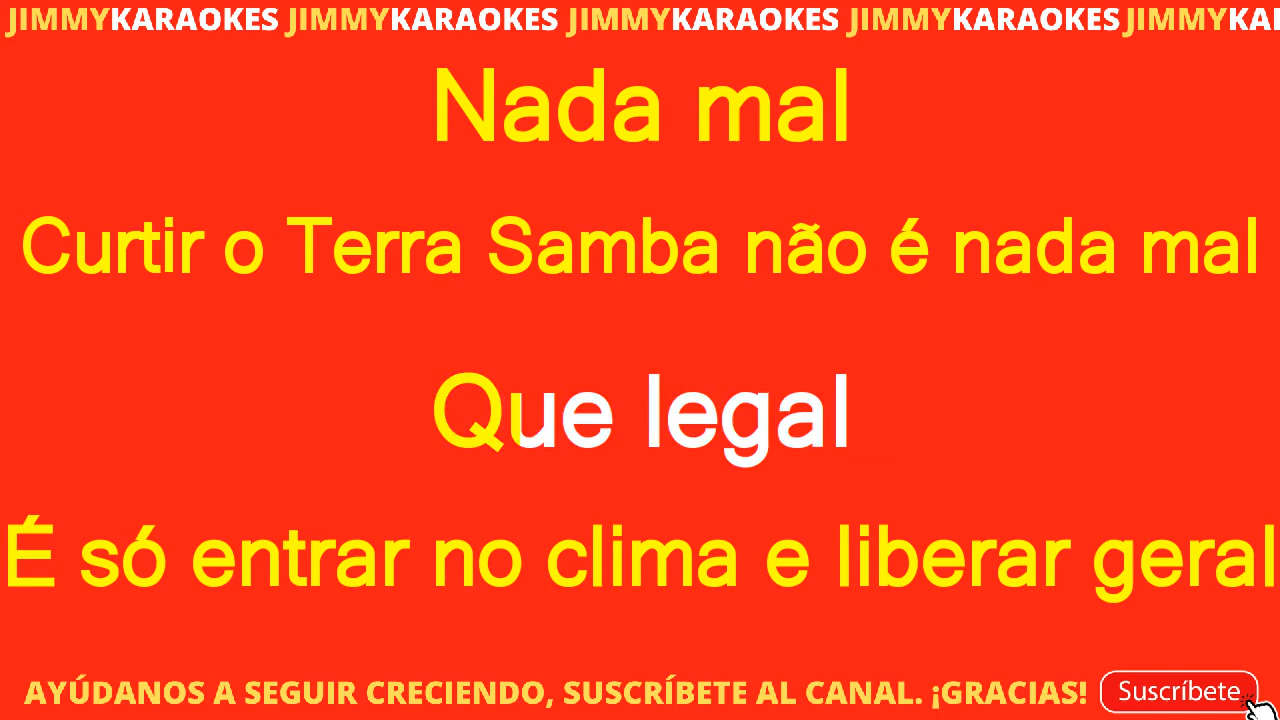 JIMMYKARAOKES JIMMYKARAOKES JIMMYKARAOKES JIMMYKARAOKES JIMMYKA
Nada mal
Curtir o Terra Samba não é nada mal
Que legal
É só entrar no clima e liberar geral
AYÚDANOS A SEGUIR CRECIENDO, SUSCRÍBETE AL CANAL. ¡GRACIAS! Suscríbete